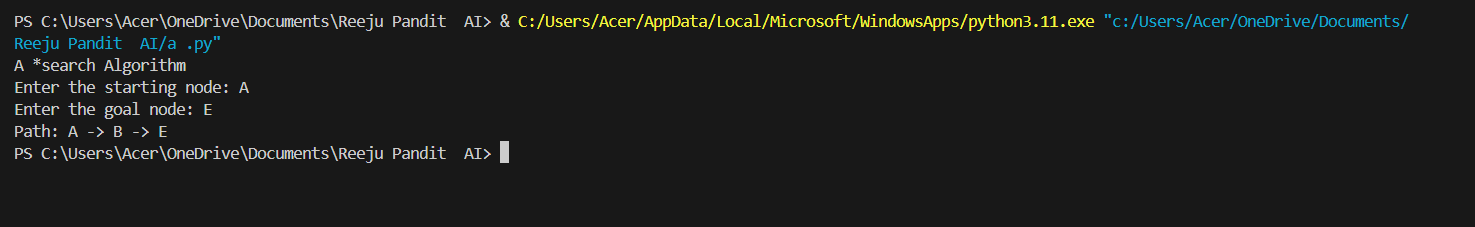 PS C:\Users\Acer\OneDrive\Documents\Reeju Pandit  AI> & C:/Users/Acer/AppData/Local/Microsoft/WindowsApps/python3.11.exe "c:/Users/Acer/OneDrive/Documents/
Reeju Pandit  AI/a .py"
A *search Algorithm
Enter the starting node: A
Enter the goal node: E
Path: A -> B -> E
PS C:\Users\Acer\OneDrive\Documents\Reeju Pandit  AI>